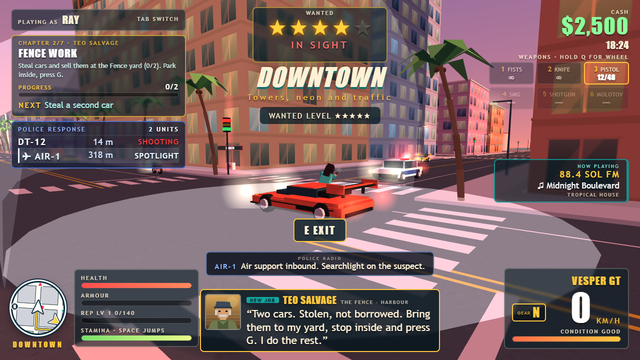 PLAYING AS RAY
TAB SWITCH
CHAPTER 2/7 · TEO SALVAGE
FENCE WORK
Steal cars and sell them at the Fence yard (0/2). Park
inside, press G.
PROGRESS 0/2
NEXT Steal a second car
POLICE RESPONSE 2 UNITS
DT-12 14 m SHOOTING
AIR-1 318 m SPOTLIGHT
WANTED
IN SIGHT
DOWNTOWN
Towers, neon and traffic
WANTED LEVEL ★★★★★
CASH
$2,500
18:24
WEAPONS · HOLD Q FOR WHEEL
1 FISTS
∞
2 KNIFE
∞
3 PISTOL
12/48
4 SMG
5 SHOTGUN
6 MOLOTOV
NOW PLAYING
88.4 SOL FM
♫ Midnight Boulevard
TROPICAL HOUSE
E EXIT
POLICE RADIO
AIR-1 Air support inbound. Searchlight on the suspect.
NEW JOB TEO SALVAGE THE FENCE · HARBOUR
“Two cars. Stolen, not borrowed. Bring
them to my yard, stop inside and press
G. I do the rest.”
DOWNTOWN
HEALTH
ARMOUR
REP LV 1 0/140
STAMINA · SPACE JUMPS
VESPER GT
GEAR N
0 KM/H
CONDITION GOOD